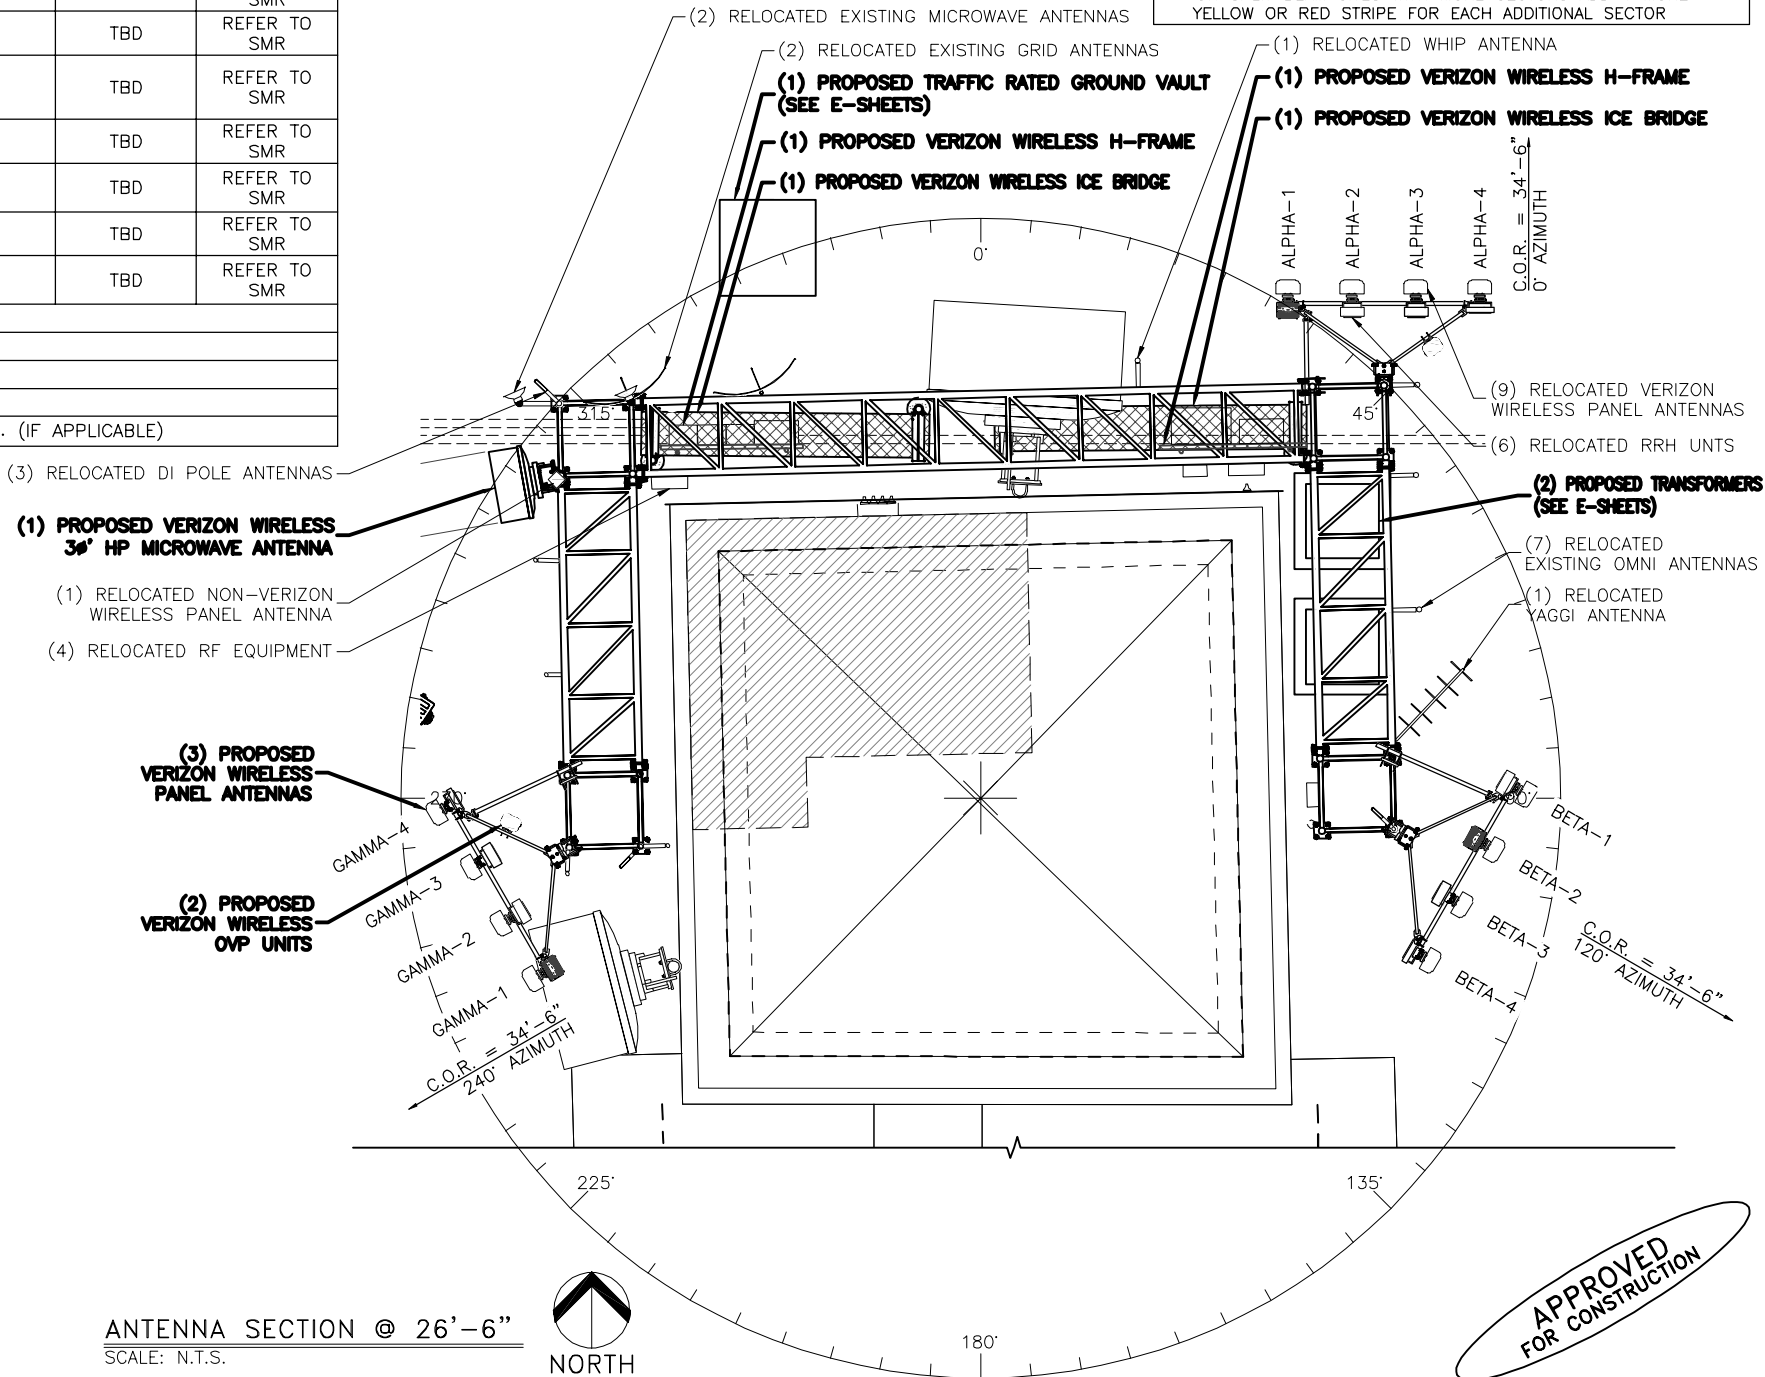 SMR
TBD
REFER TO
SMR
TBD
REFER TO
SMR
TBD
REFER TO
SMR
TBD
REFER TO
SMR
TBD
REFER TO
SMR
TBD
REFER TO
SMR
. (IF APPLICABLE)
YELLOW OR RED STRIPE FOR EACH ADDITIONAL SECTOR
(2) RELOCATED EXISTING MICROWAVE ANTENNAS
(2) RELOCATED EXISTING GRID ANTENNAS
(1) PROPOSED TRAFFIC RATED GROUND VAULT
(SEE E-SHEETS)
(1) PROPOSED VERIZON WIRELESS H-FRAME
(1) PROPOSED VERIZON WIRELESS ICE BRIDGE
(1) RELOCATED WHIP ANTENNA
(1) PROPOSED VERIZON WIRELESS H-FRAME
(1) PROPOSED VERIZON WIRELESS ICE BRIDGE
ALPHA-1
ALPHA-2
ALPHA-3
ALPHA-4
C.O.R. = 34'-6"
0° AZIMUTH
0°
315°
45°
(9) RELOCATED VERIZON
WIRELESS PANEL ANTENNAS
(6) RELOCATED RRH UNTS
(2) PROPOSED TRANSFORMERS
(SEE E-SHEETS)
(7) RELOCATED
EXISTING OMNI ANTENNAS
(1) RELOCATED
YAGGI ANTENNA
(3) RELOCATED DI POLE ANTENNAS
(1) PROPOSED VERIZON WIRELESS
3ø' HP MICROWAVE ANTENNA
(1) RELOCATED NON-VERIZON
WIRELESS PANEL ANTENNA
(4) RELOCATED RF EQUIPMENT
(3) PROPOSED
VERIZON WIRELESS
PANEL ANTENNAS
(2) PROPOSED
VERIZON WIRELESS
OVP UNITS
GAMMA-4
GAMMA-3
GAMMA-2
GAMMA-1
C.O.R. = 34'-6"
240° AZIMUTH
BETA-1
BETA-2
BETA-3
BETA-4
C.O.R. = 34'-6"
120° AZIMUTH
225°
135°
180°
ANTENNA SECTION @ 26'-6"
SCALE: N.T.S.
NORTH
APPROVED
FOR CONSTRUCTION